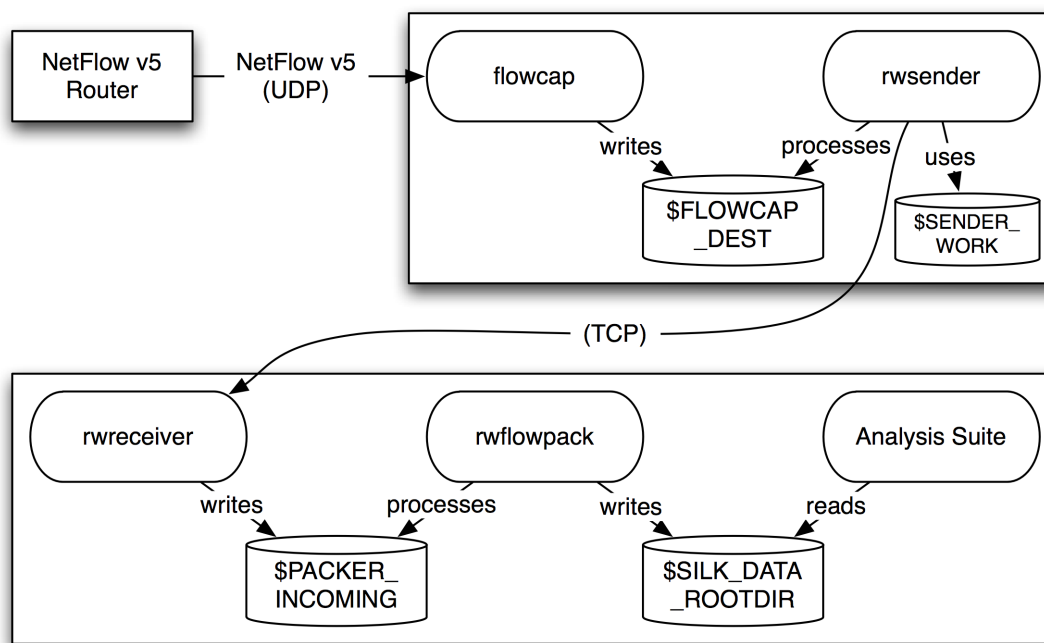 NetFlow v5
Router
NetFlow v5
(UDP)
flowcap
rwsender
writes
processes
uses
$FLOWCAP
_DEST
$SENDER_
WORK
(TCP)
rwreceiver
rwflowpack
Analysis Suite
writes
processes
writes
reads
$PACKER_
INCOMING
$SILK_DATA
_ROOTDIR